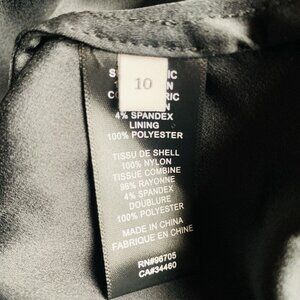 10
4% SPANDEX
LINING
100% POLYESTER
TISSU DE SHELL
100% NYLON
TISSUE COMBINE
96% RAYONNE
4% SPANDEX
DOUBLURE
100% POLYESTER
MADE IN CHINA
FABRIQUE EN CHINE
RN#96705
CA#34460